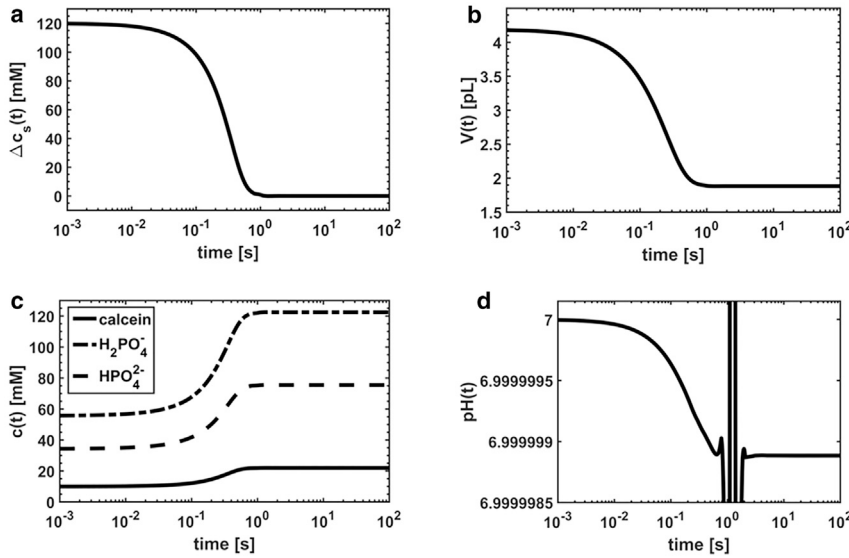 a
Δc_s(t) [mM]
120
100
80
60
40
20
0
10^-3 10^-2 10^-1 10^0 10^1 10^2
time [s]
b
V(t) [pL]
4
3.5
3
2.5
2
1.5
10^-3 10^-2 10^-1 10^0 10^1 10^2
time [s]
c
c(t) [mM]
120
100
80
60
40
20
0
calcein
H_2PO_4^-
HPO_4^2-
10^-3 10^-2 10^-1 10^0 10^1 10^2
time [s]
d
pH(t)
7
6.9999995
6.999999
6.9999985
10^-3 10^-2 10^-1 10^0 10^1 10^2
time [s]